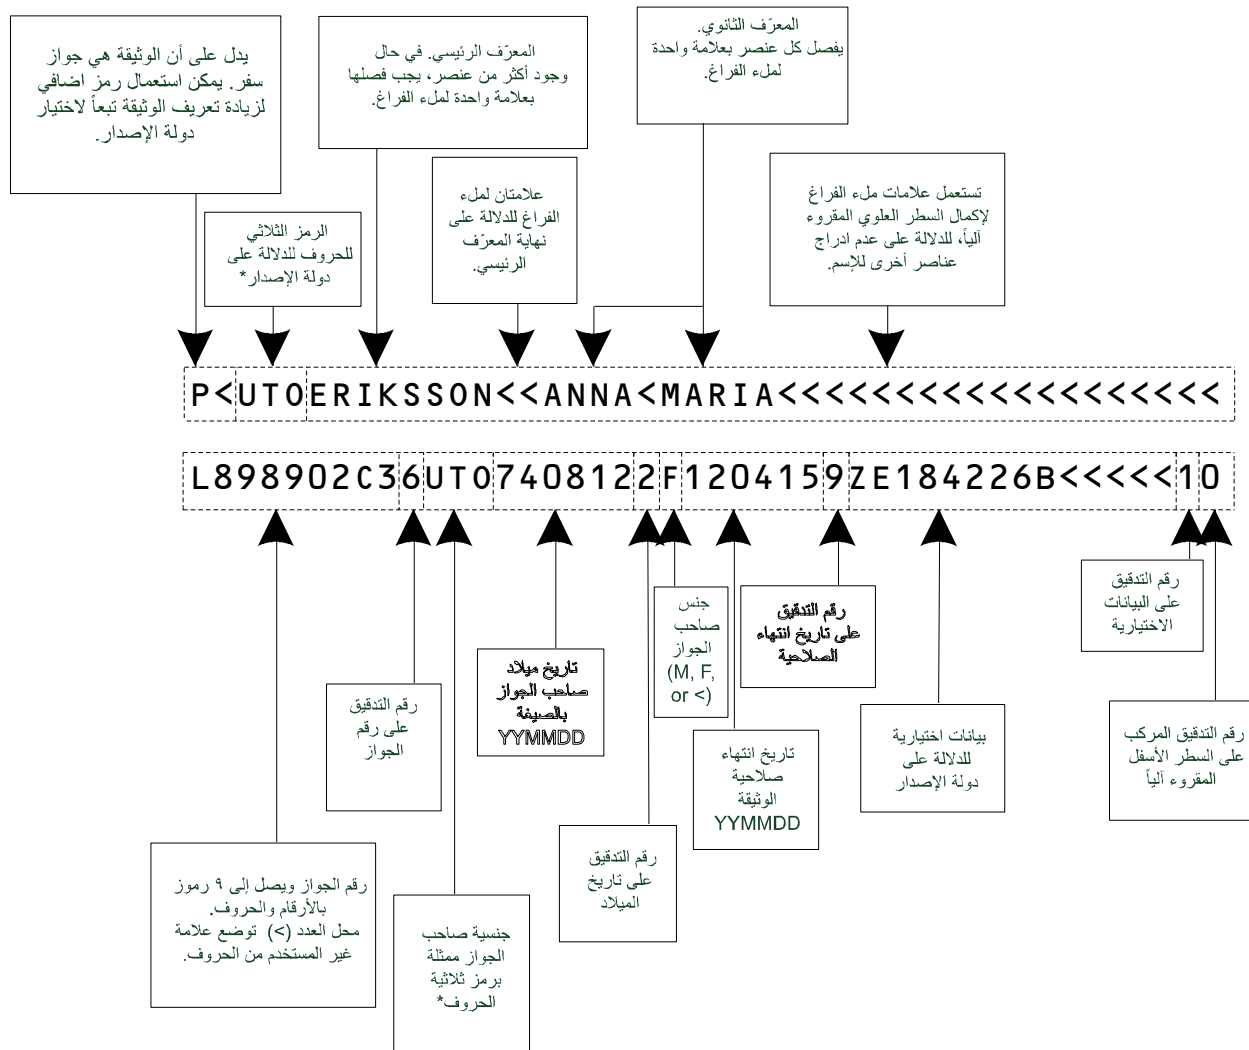 يدل على أن الوثيقة هي جواز
سفر. يمكن استعمال رمز اضافي
لزيادة تعريف الوثيقة تبعاً لاختيار
دولة الإصدار.
المعرّف الرئيسي. في حال
وجود أكثر من عنصر، يجب فصلها
بعلامة واحدة لملء الفراغ.
المعرّف الثانوي.
يفصل كل عنصر بعلامة واحدة
لملء الفراغ.
الرمز الثلاثي
للحروف للدلالة على
دولة الإصدار*
علامتان لملء
الفراغ للدلالة على
نهاية المعرّف
الرئيسي.
تستعمل علامات ملء الفراغ
لإكمال السطر العلوي المقروء
آلياً، للدلالة على عدم ادراج
عناصر أخرى للإسم.
P<UTOERIKSSON<<ANNA<MARIA<<<<<<<<<<<<<<<<<<<
L898902C36UTO7408122F1204159ZE184226B<<<<<10
رقم التدقيق
على رقم
الجواز
تاريخ ميلاد
صاحب الجواز
بالصيغة
YYMMDD
جنس
صاحب
الجواز
(M, F,
or <)
رقم التدقيق
على تاريخ انتهاء
الصلاحية
رقم التدقيق
على البيانات
الاختيارية
تاريخ انتهاء
صلاحية
الوثيقة
YYMMDD
بيانات اختيارية
للدلالة على
دولة الإصدار
رقم التدقيق المركب
على السطر الأسفل
المقروء آلياً
رقم الجواز ويصل إلى ٩ رموز
بالأرقام والحروف.
محل العدد (<) توضع علامة
غير المستخدم من الحروف.
جنسية صاحب
الجواز ممثلة
برمز ثلاثية
الحروف*
رقم التدقيق
على تاريخ
الميلاد